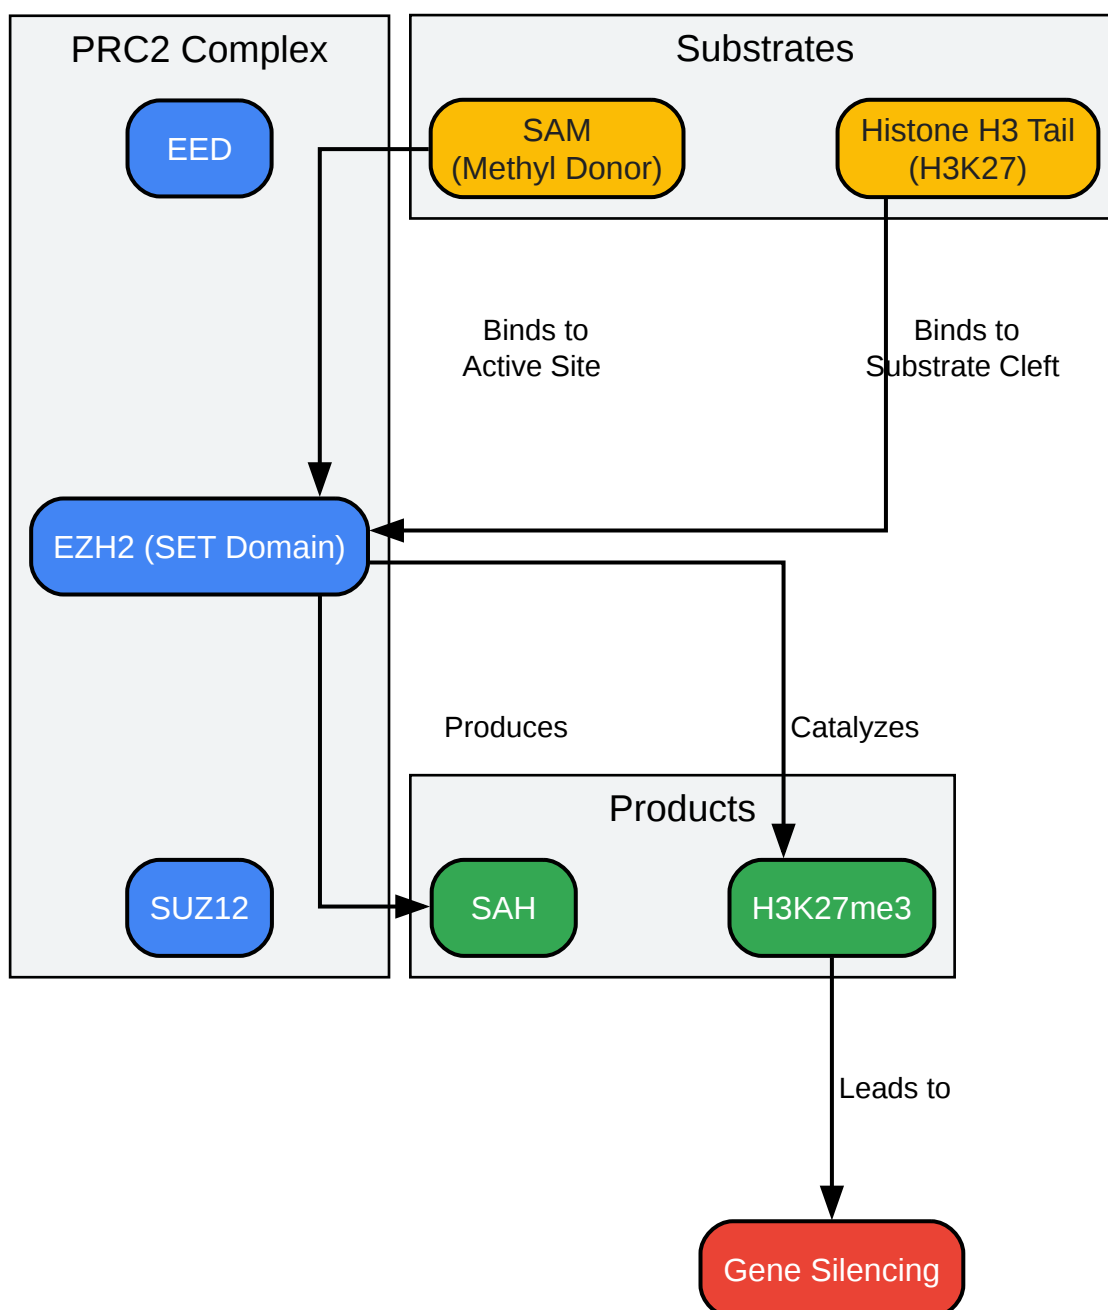 PRC2 Complex
Substrates
EED
SAM
(Methyl Donor)
Histone H3 Tail
(H3K27)
Binds to
Active Site
Binds to
Substrate Cleft
EZH2 (SET Domain)
Produces
Catalyzes
Products
SUZ12
SAH
H3K27me3
Leads to
Gene Silencing